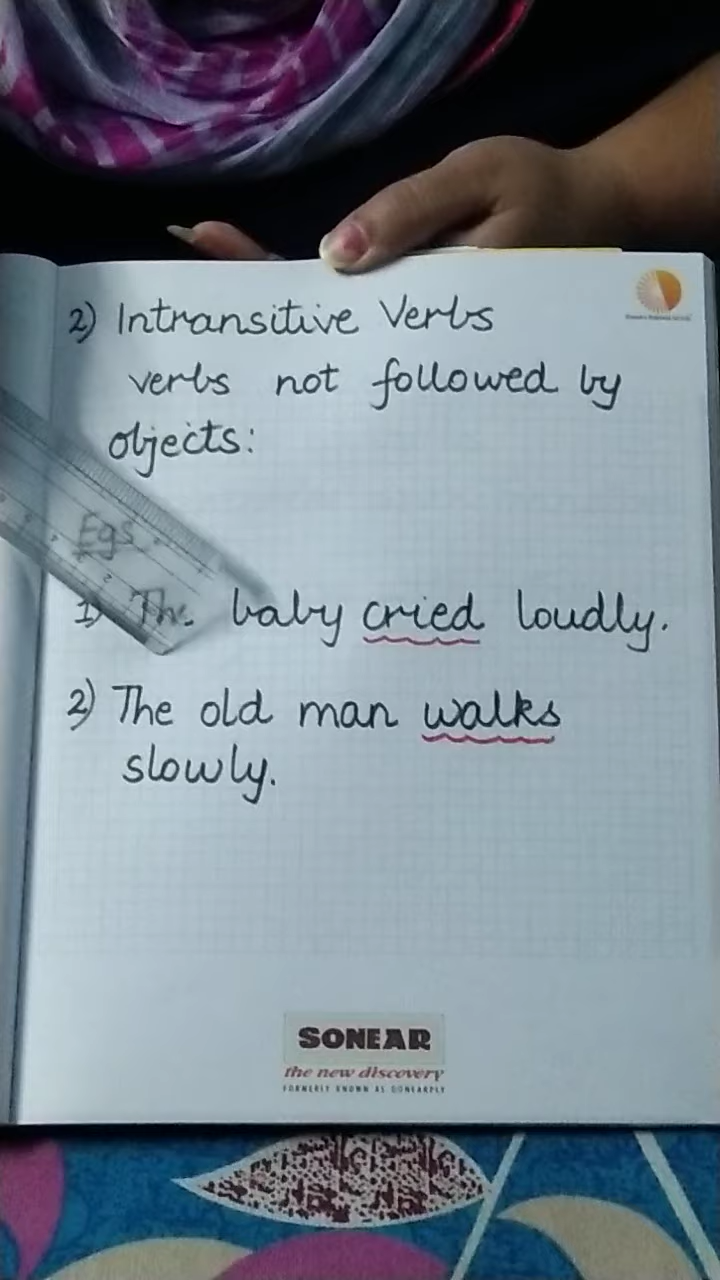 2) Intransitive Verbs
verbs not followed by
objects:
Egs.
1) The baby cried loudly.
2) The old man walks
slowly.
SONEAR
the new discovery
FORMERLY KNOWN AS SONEARPLY